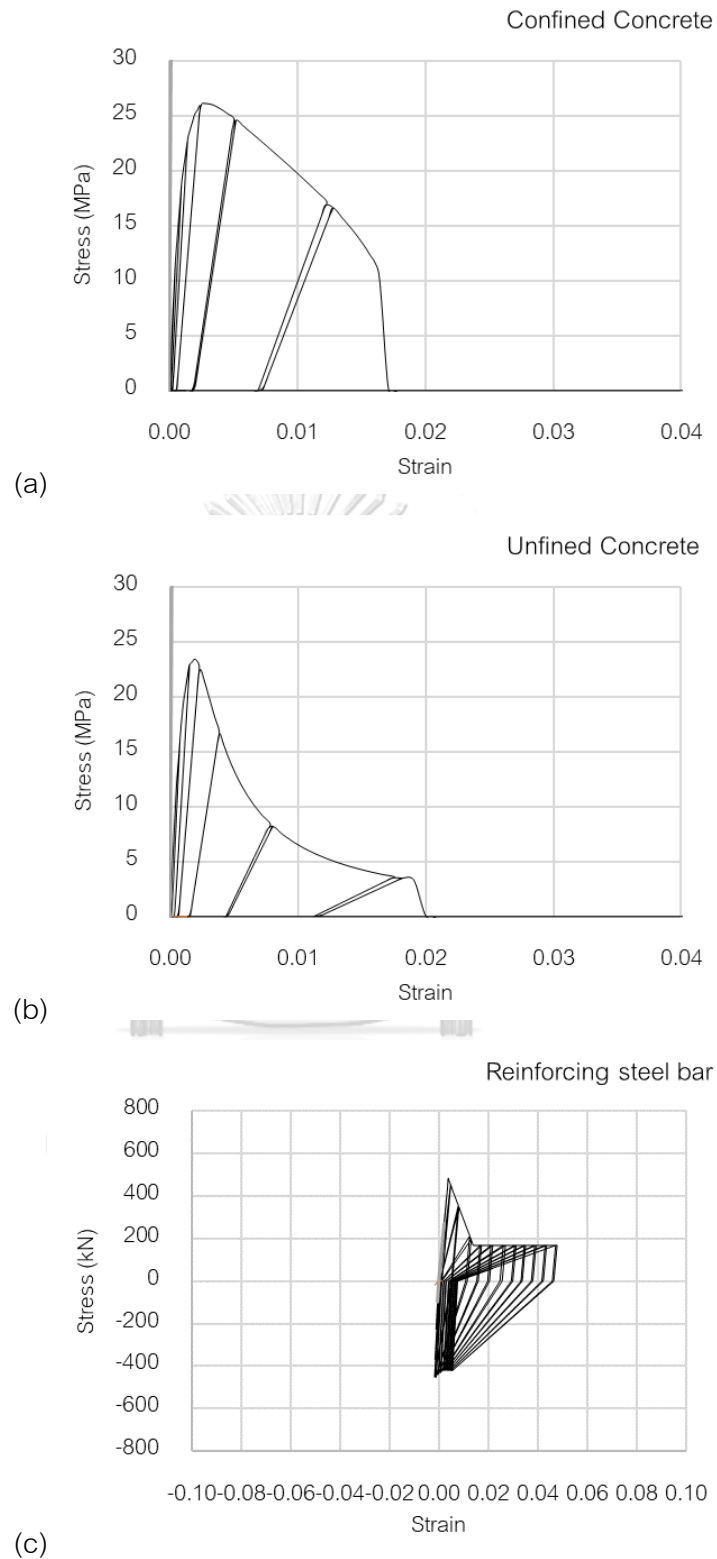 Confined Concrete
30
25
20
15
10
5
0
Stress (MPa)
0.00 0.01 0.02 0.03 0.04
Strain
(a)
Unfined Concrete
30
25
20
15
10
5
0
Stress (MPa)
0.00 0.01 0.02 0.03 0.04
Strain
(b)
Reinforcing steel bar
800
600
400
200
0
-200
-400
-600
-800
Stress (kN)
-0.10-0.08-0.06-0.04-0.02 0.00 0.02 0.04 0.06 0.08 0.10
Strain
(c)